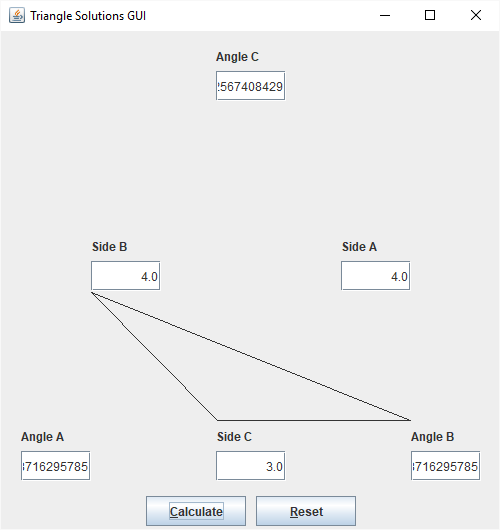 Triangle Solutions GUI
Angle C
2567408429
Side B
Side A
4.0
4.0
Angle A
Side C
Angle B
716295785
3.0
716295785
Calculate
Reset